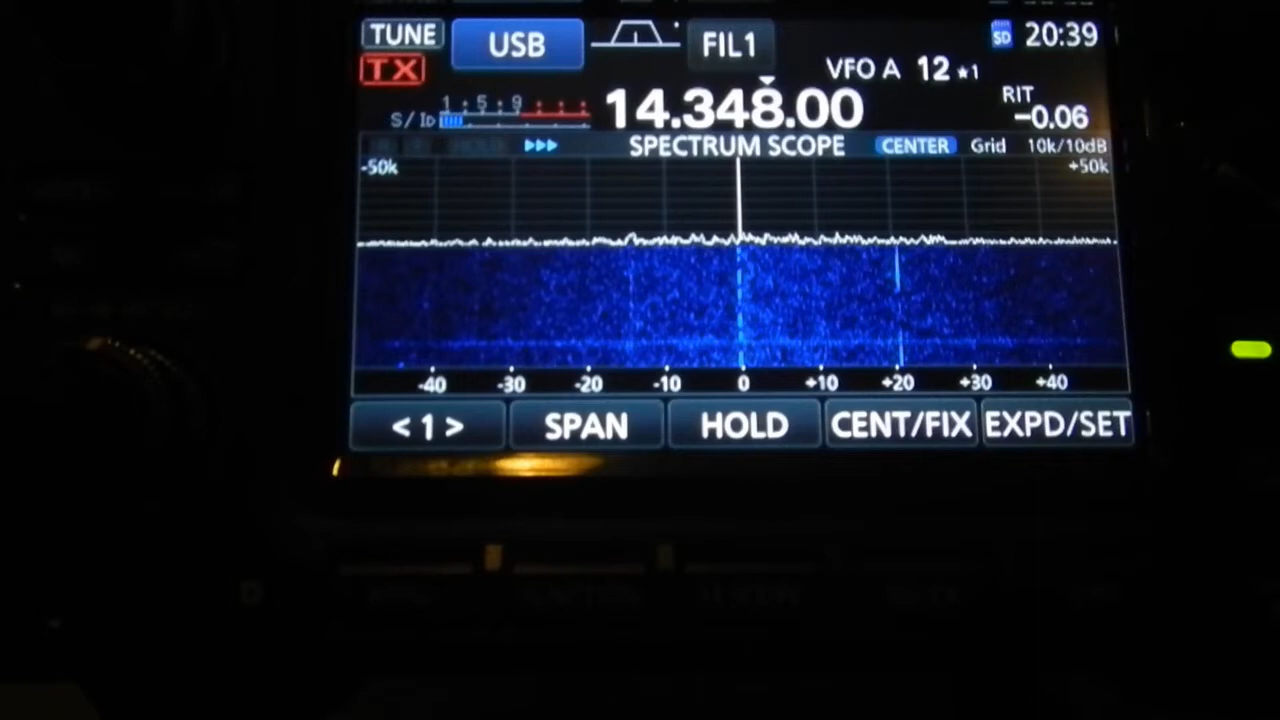 TUNE USB FIL1 SD 20:39
TX VFO A 12 ★1
1 5 9 14.348.00 RIT
S/ID -0.06
SPECTRUM SCOPE CENTER Grid 10k/10dB
-50k +50k
-40 -30 -20 -10 0 +10 +20 +30 +40
<1> SPAN HOLD CENT/FIX EXPD/SET